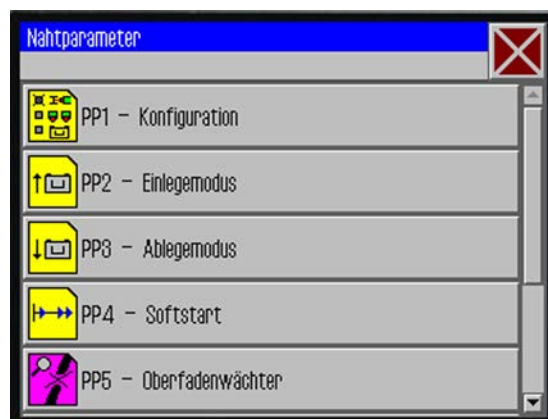 Nahtparameter
PP1 - Konfiguration
PP2 - Einlegemodus
PP3 - Ablegemodus
PP4 - Softstart
PP5 - Oberfadenwächter